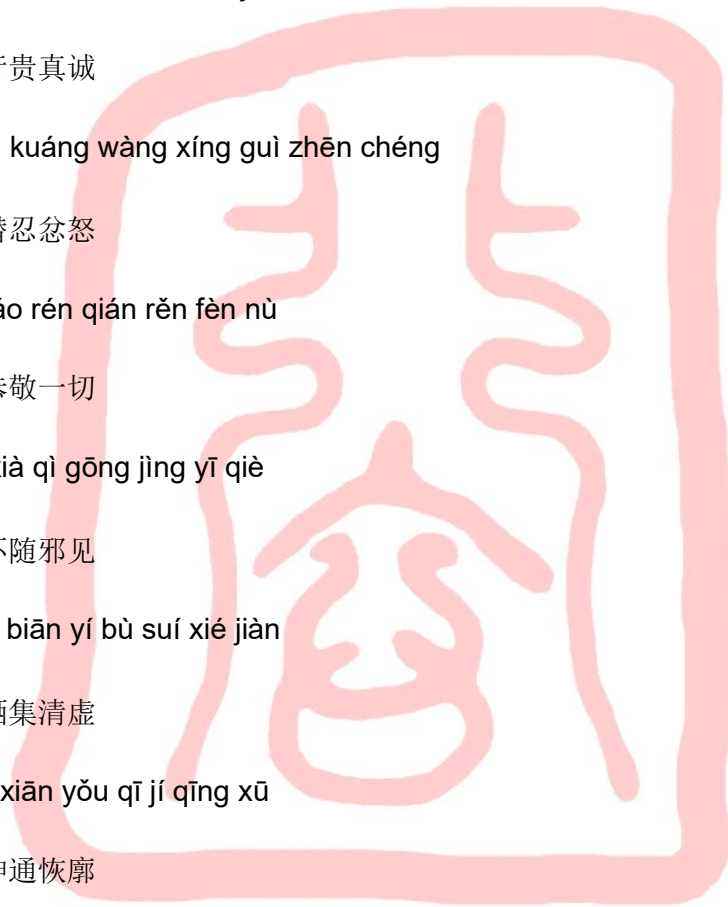 贵真诚
kuáng wàng xíng guì zhēn chéng
忍忿怒
rén qián rěn fèn nù
敬一切
qì gōng jìng yī qiè
随邪见
biān yí bù suí xié jiàn
集清虚
xiān yǒu qī jí qīng xū
通恢廓